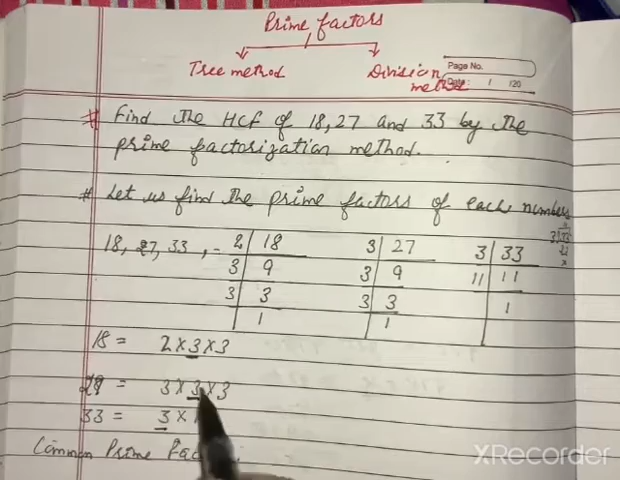 Prime factors
Tree method
Division method
Page No.
Date: 1 120
# Find the HCF of 18, 27 and 33 by the
prime factorization method.
# Let us find the prime factors of each numbers
18, 27, 33, -
2 | 18
3 | 9
3 | 3
1
3 | 27
3 | 9
3 | 3
1
3 | 33
11 | 11
1
18 = 2 × 3 × 3
= 3 × 3 × 3
33 = 3 ×
Common Prime
XRecorder